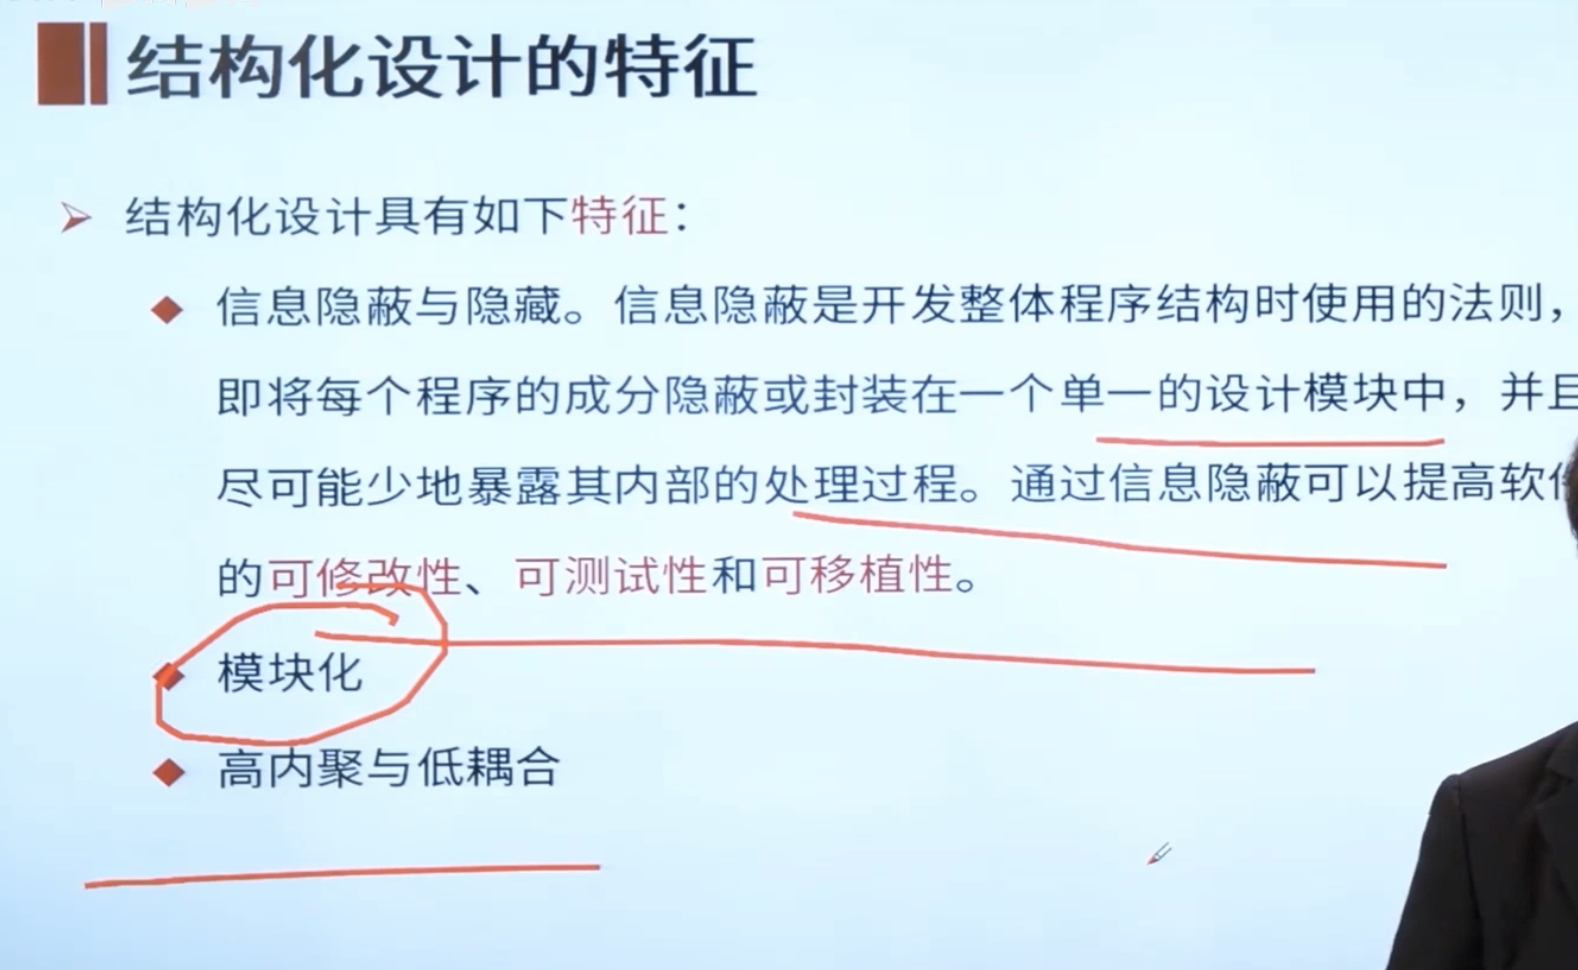 结构化设计的特征
结构化设计具有如下特征：
信息隐蔽与隐藏。信息隐蔽是开发整体程序结构时使用的法则，
即将每个程序的成分隐蔽或封装在一个单一的设计模块中，并且
尽可能少地暴露其内部的处理过程。通过信息隐蔽可以提高软件
的可修改性、可测试性和可移植性。
模块化
高内聚与低耦合